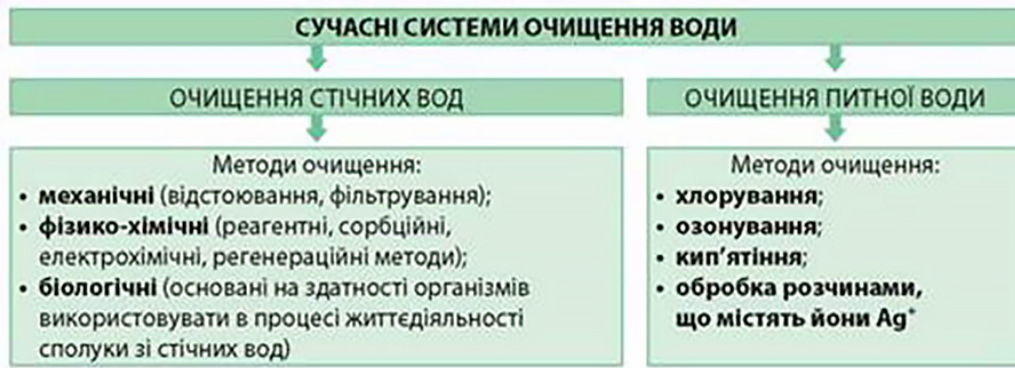 СУЧАСНІ СИСТЕМИ ОЧИЩЕННЯ ВОДИ
ОЧИЩЕННЯ СТІЧНИХ ВОД
Методи очищення:
• механічні (відстоювання, фільтрування);
• фізико-хімічні (реагентні, сорбційні,
електрохімічні, регенераційні методи);
• біологічні (основані на здатності організмів
використовувати в процесі життєдіяльності
сполуки зі стічних вод)
ОЧИЩЕННЯ ПИТНОЇ ВОДИ
Методи очищення:
• хлорування;
• озонування;
• кип’ятіння;
• обробка розчинами,
що містять йони Ag⁺